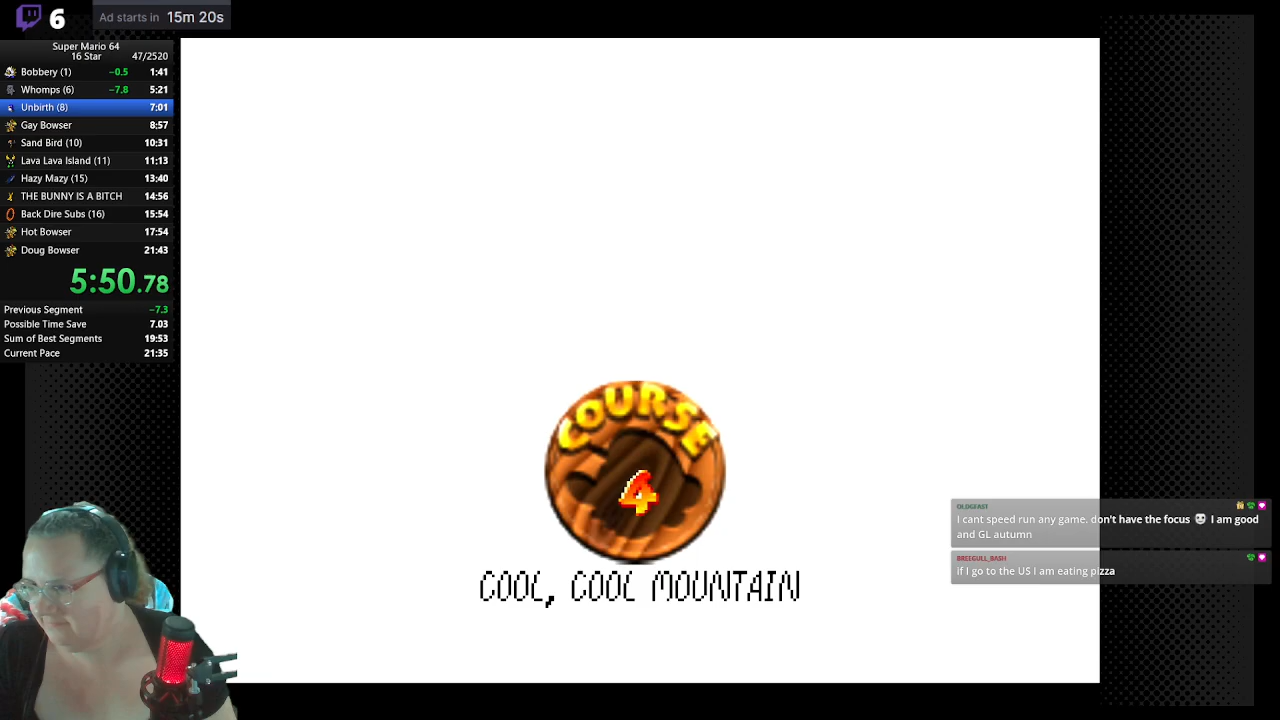 6
Ad starts in 15m 20s
Super Mario 64
16 Star 47/2520
Bobbery (1) −0.5 1:41
Whomps (6) −7.8 5:21
Unbirth (8) 7:01
Gay Bowser 8:57
Sand Bird (10) 10:31
Lava Lava Island (11) 11:13
Hazy Mazy (15) 13:40
THE BUNNY IS A BITCH 14:56
Back Dire Subs (16) 15:54
Hot Bowser 17:54
Doug Bowser 21:43
5:50.78
Previous Segment −7.3
Possible Time Save 7.03
Sum of Best Segments 19:53
Current Pace 21:35
COURSE
4
COOL, COOL MOUNTAIN
I cant speed run any game. don't have the focus I am good
and GL autumn
BREEGULL_BASH
if I go to the US I am eating pizza